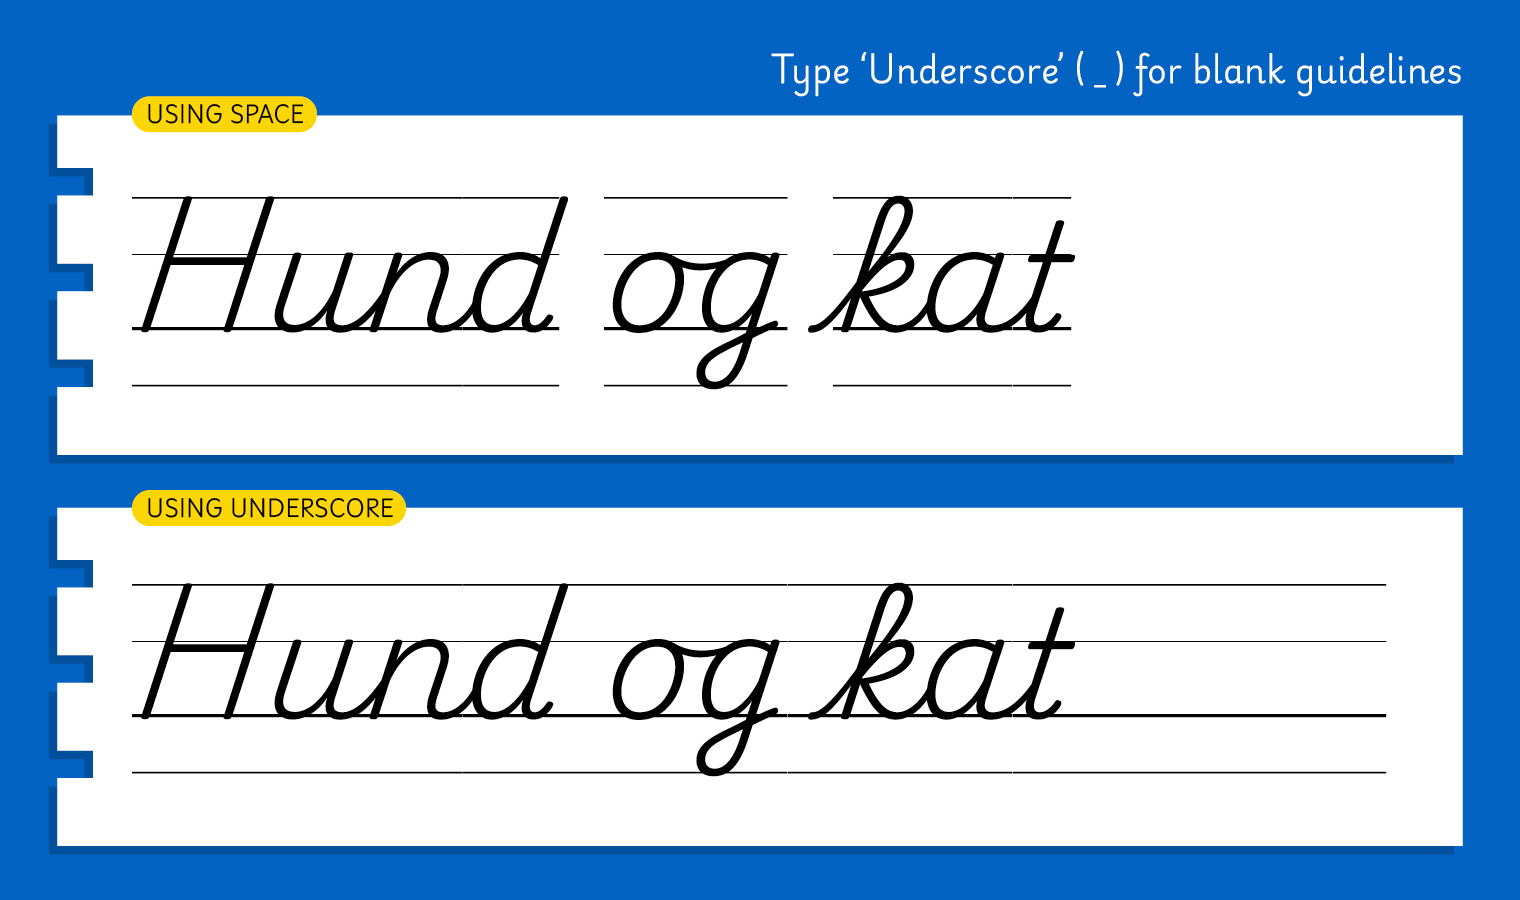 Type ‘Underscore’ ( _ ) for blank guidelines
USING SPACE
Hund og kat
USING UNDERSCORE
Hund og kat